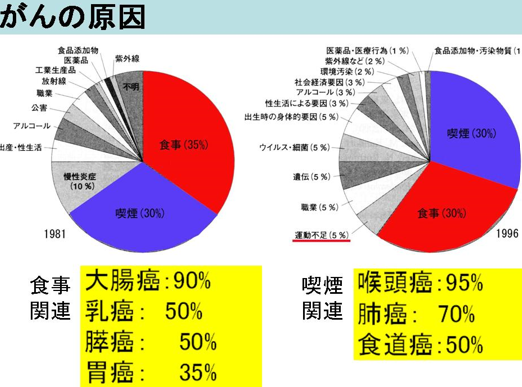 がんの原因
食品添加物
医薬品
工業生産品
放射線
職業
公害
アルコール
出産・性生活
慢性炎症
(10%)
紫外線
不明
食事(35%)
喫煙(30%)
1981
医薬品・医療行為(1%)
紫外線など(2%)
環境汚染(2%)
社会経済要因(3%)
アルコール(3%)
性生活による要因(3%)
出生時の身体的要因(5%)
ウイルス・細菌(5%)
遺伝(5%)
職業(5%)
運動不足(5%)
食品添加物・汚染物質(1
喫煙(30%)
食事(30%)
1996
食事
関連
大腸癌:90%
乳癌: 50%
膵癌: 50%
胃癌: 35%
喫煙
関連
喉頭癌:95%
肺癌: 70%
食道癌:50%